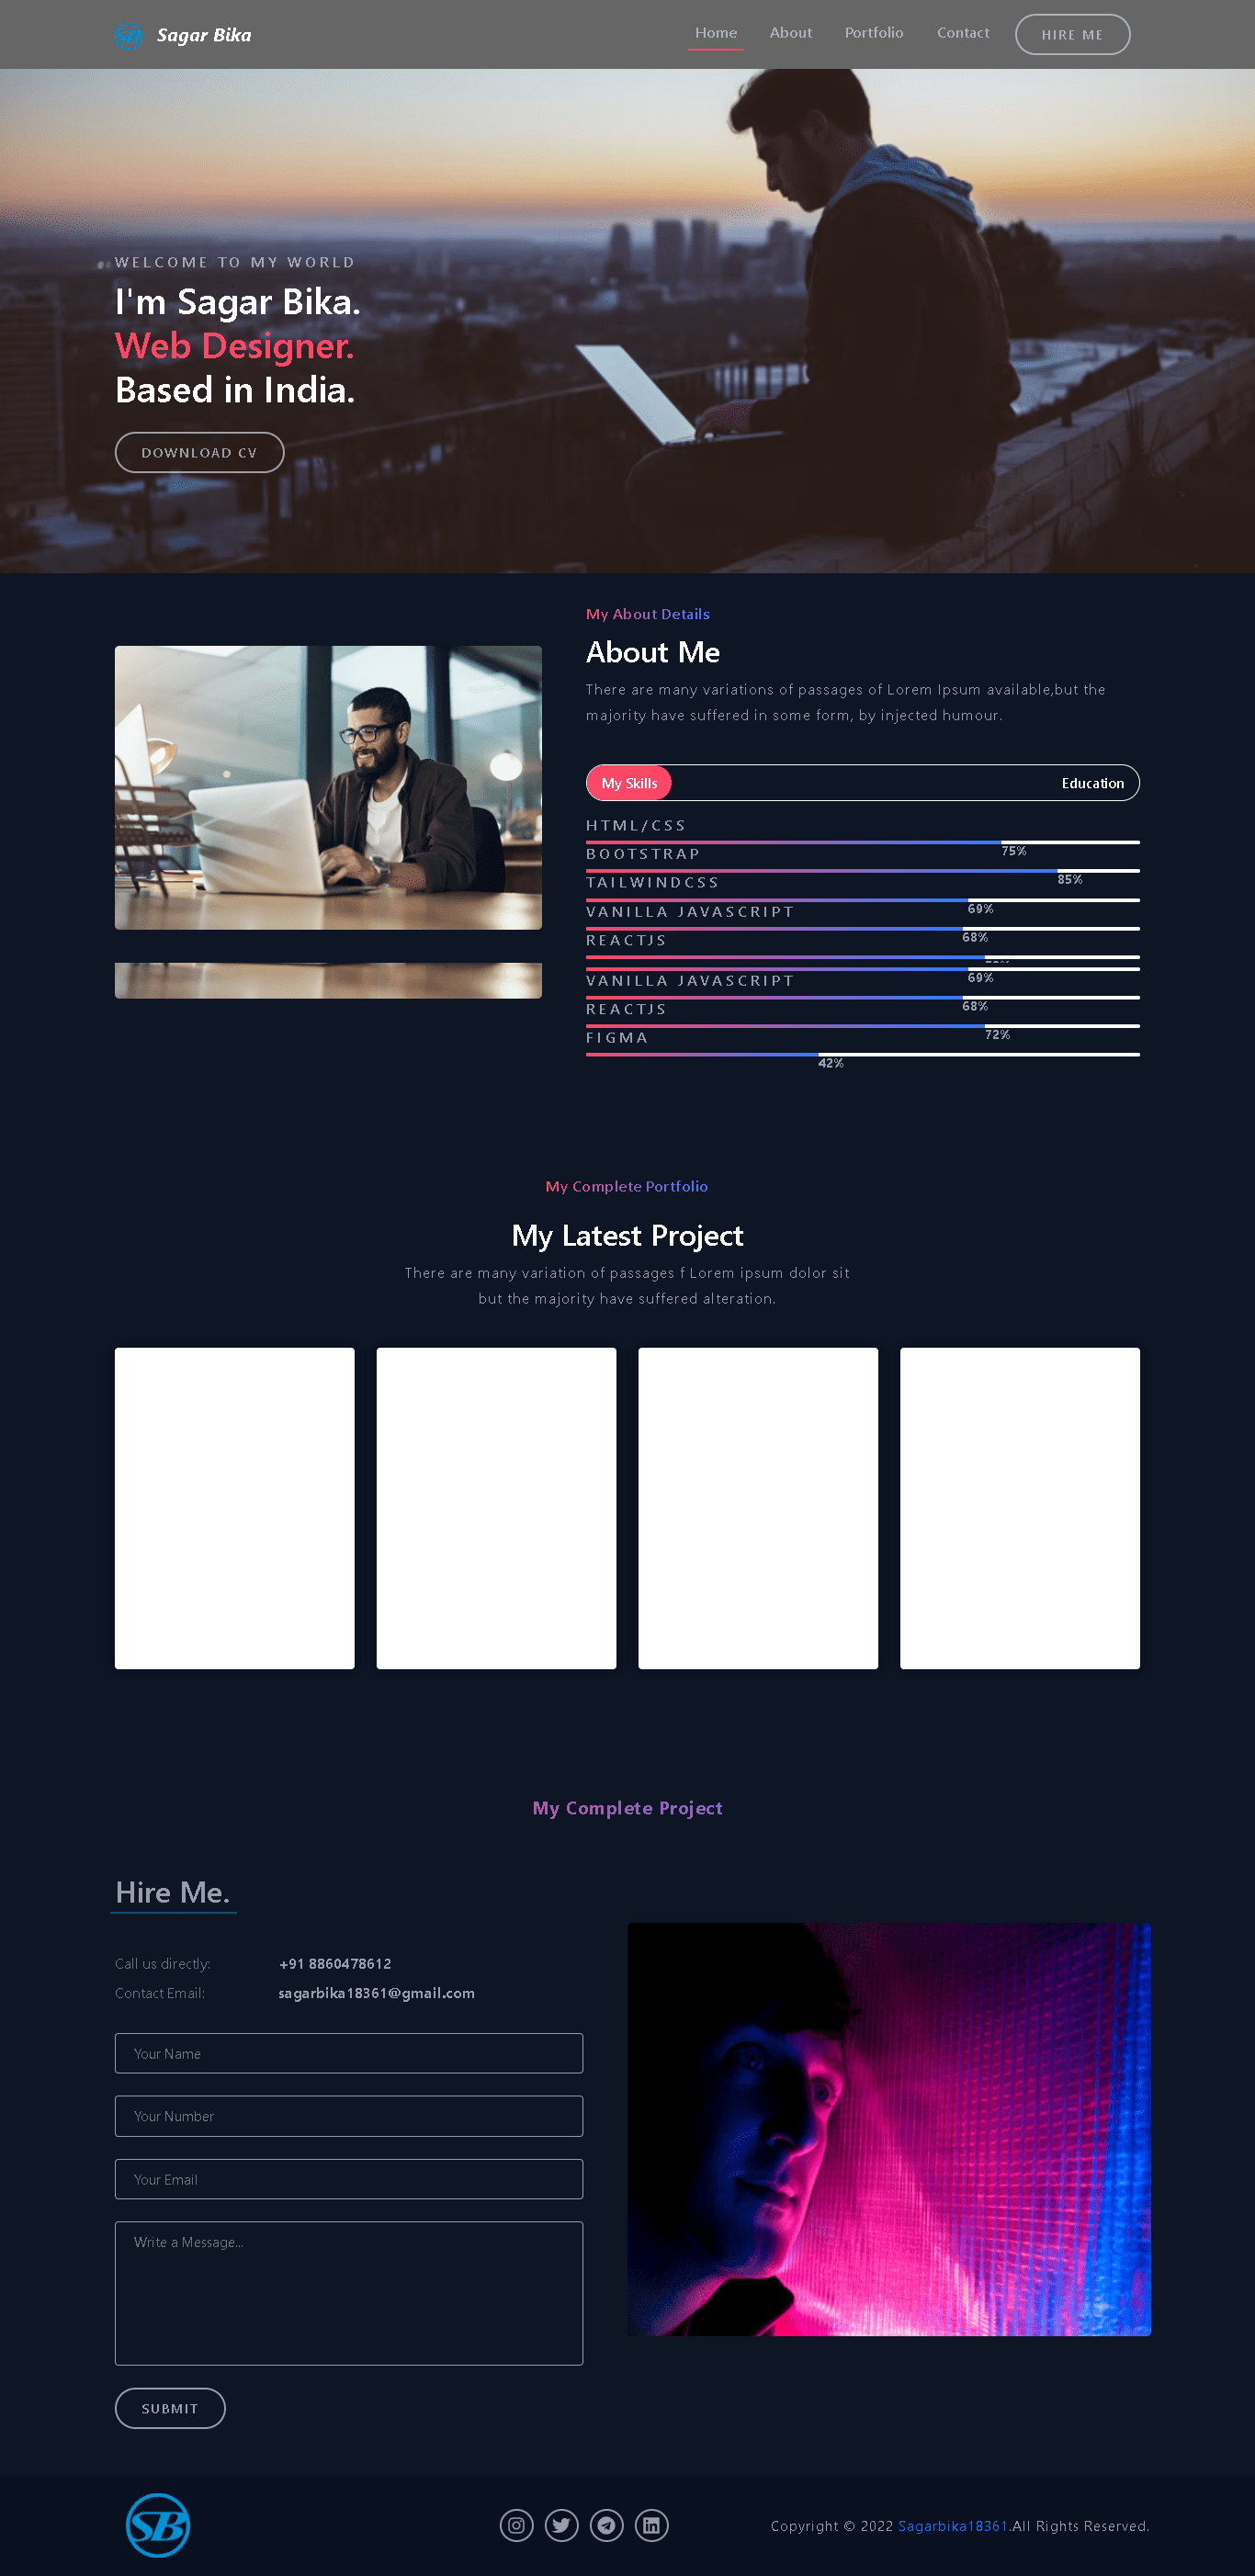 SB Sagar Bika
Home About Portfolio Contact HIRE ME
WELCOME TO MY WORLD
I'm Sagar Bika.
Web Designer.
Based in India.
DOWNLOAD CV
My About Details
About Me
There are many variations of passages of Lorem Ipsum available,but the
majority have suffered in some form, by injected humour.
My Skills Education
HTML/CSS
75%
BOOTSTRAP
85%
TAILWINDCSS
69%
VANILLA JAVASCRIPT
68%
REACTJS
69%
VANILLA JAVASCRIPT
68%
REACTJS
72%
FIGMA
42%
My Complete Portfolio
My Latest Project
There are many variation of passages f Lorem ipsum dolor sit
but the majority have suffered alteration.
My Complete Project
Hire Me.
Call us directly: +91 8860478612
Contact Email: sagarbika18361@gmail.com
Your Name
Your Number
Your Email
Write a Message...
SUBMIT
SB
Copyright © 2022 Sagarbika18361.All Rights Reserved.